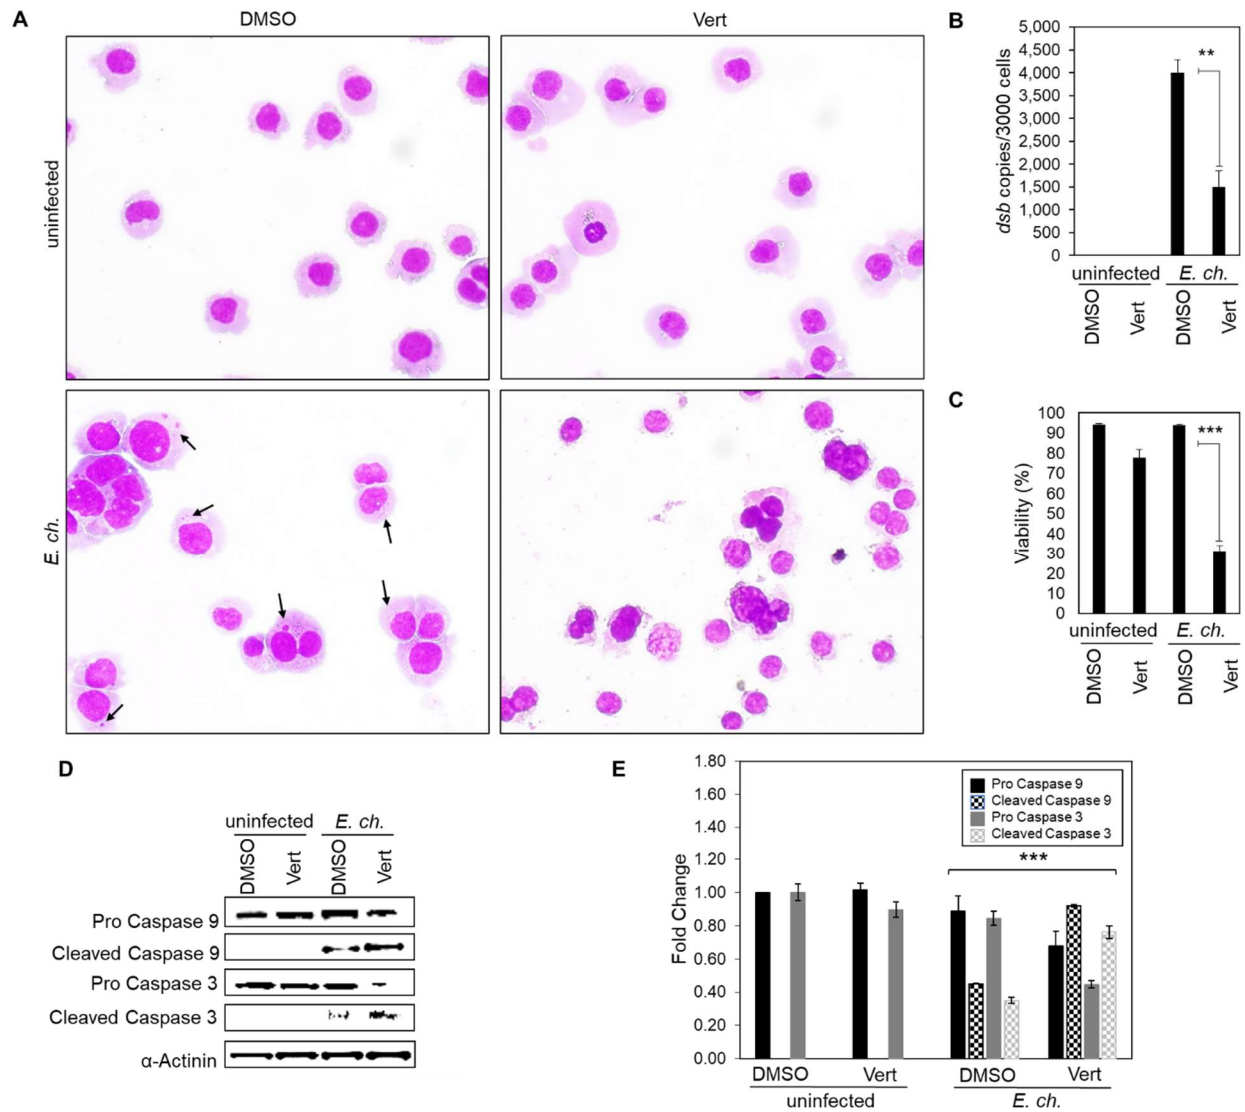 A
DMSO
Vert
uninfected
E. ch.
B
5,000
4,500
4,000
3,500
3,000
2,500
2,000
1,500
1,000
500
0
dsb copies/3000 cells
**
uninfected
E. ch.
DMSO
Vert
DMSO
Vert
C
100
90
80
70
60
50
40
30
20
10
0
Viability (%)
***
uninfected
E. ch.
DMSO
Vert
DMSO
Vert
D
uninfected
E. ch.
DMSO
Vert
DMSO
Vert
Pro Caspase 9
Cleaved Caspase 9
Pro Caspase 3
Cleaved Caspase 3
α-Actinin
E
1.80
1.60
1.40
1.20
1.00
0.80
0.60
0.40
0.20
0.00
Fold Change
Pro Caspase 9
Cleaved Caspase 9
Pro Caspase 3
Cleaved Caspase 3
***
DMSO
Vert
DMSO
Vert
uninfected
E. ch.